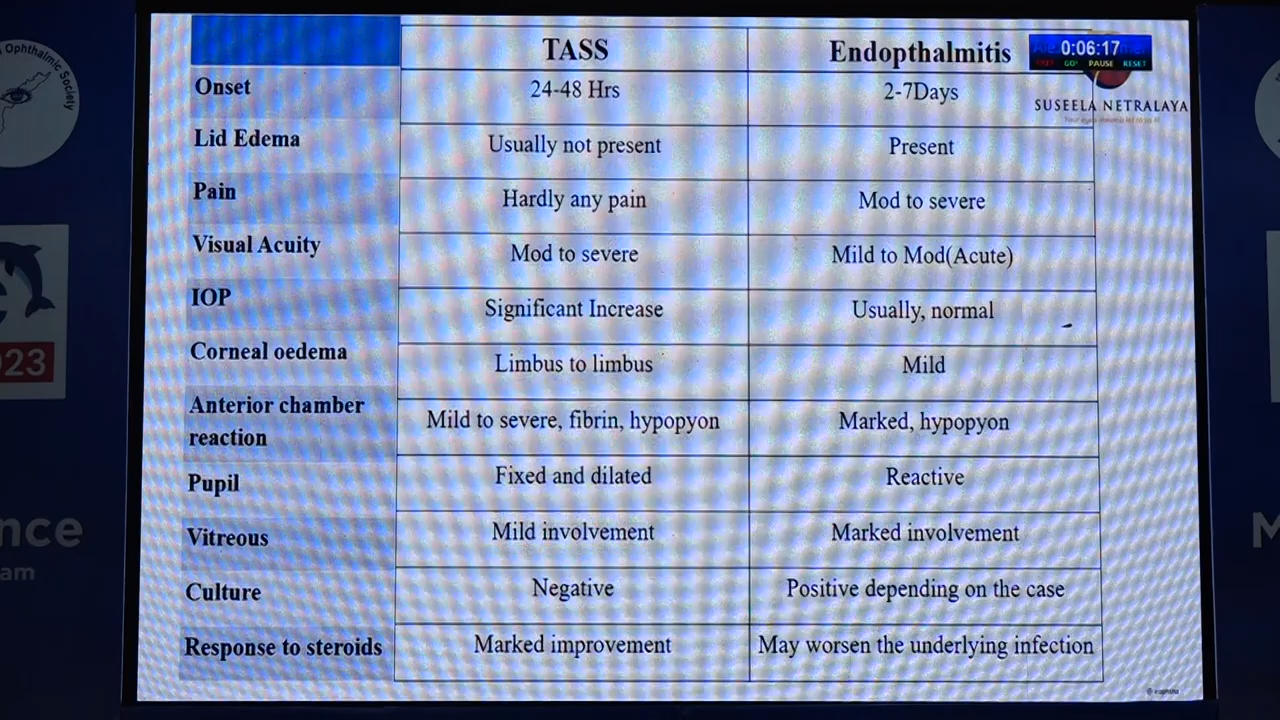 TASS Endopthalmitis
0:06:17
EXIT GO! PAUSE RESET
SUSEELA NETRALAYA
Onset 24-48 Hrs 2-7Days
Lid Edema Usually not present Present
Pain Hardly any pain Mod to severe
Visual Acuity Mod to severe Mild to Mod(Acute)
IOP Significant Increase Usually, normal
Corneal oedema Limbus to limbus Mild
Anterior chamber
reaction Mild to severe, fibrin, hypopyon Marked, hypopyon
Pupil Fixed and dilated Reactive
Vitreous Mild involvement Marked involvement
Culture Negative Positive depending on the case
Response to steroids Marked improvement May worsen the underlying infection
Ophthalmic Society
023
nce
am
M